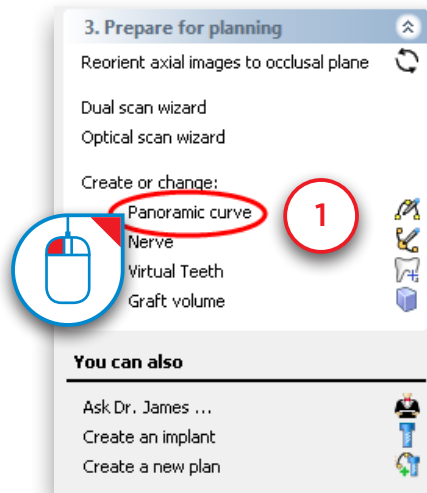 3. Prepare for planning
Reorient axial images to occlusal plane
Dual scan wizard
Optical scan wizard
Create or change:
Panoramic curve
1
Nerve
Virtual Teeth
Graft volume
You can also
Ask Dr. James ...
Create an implant
Create a new plan